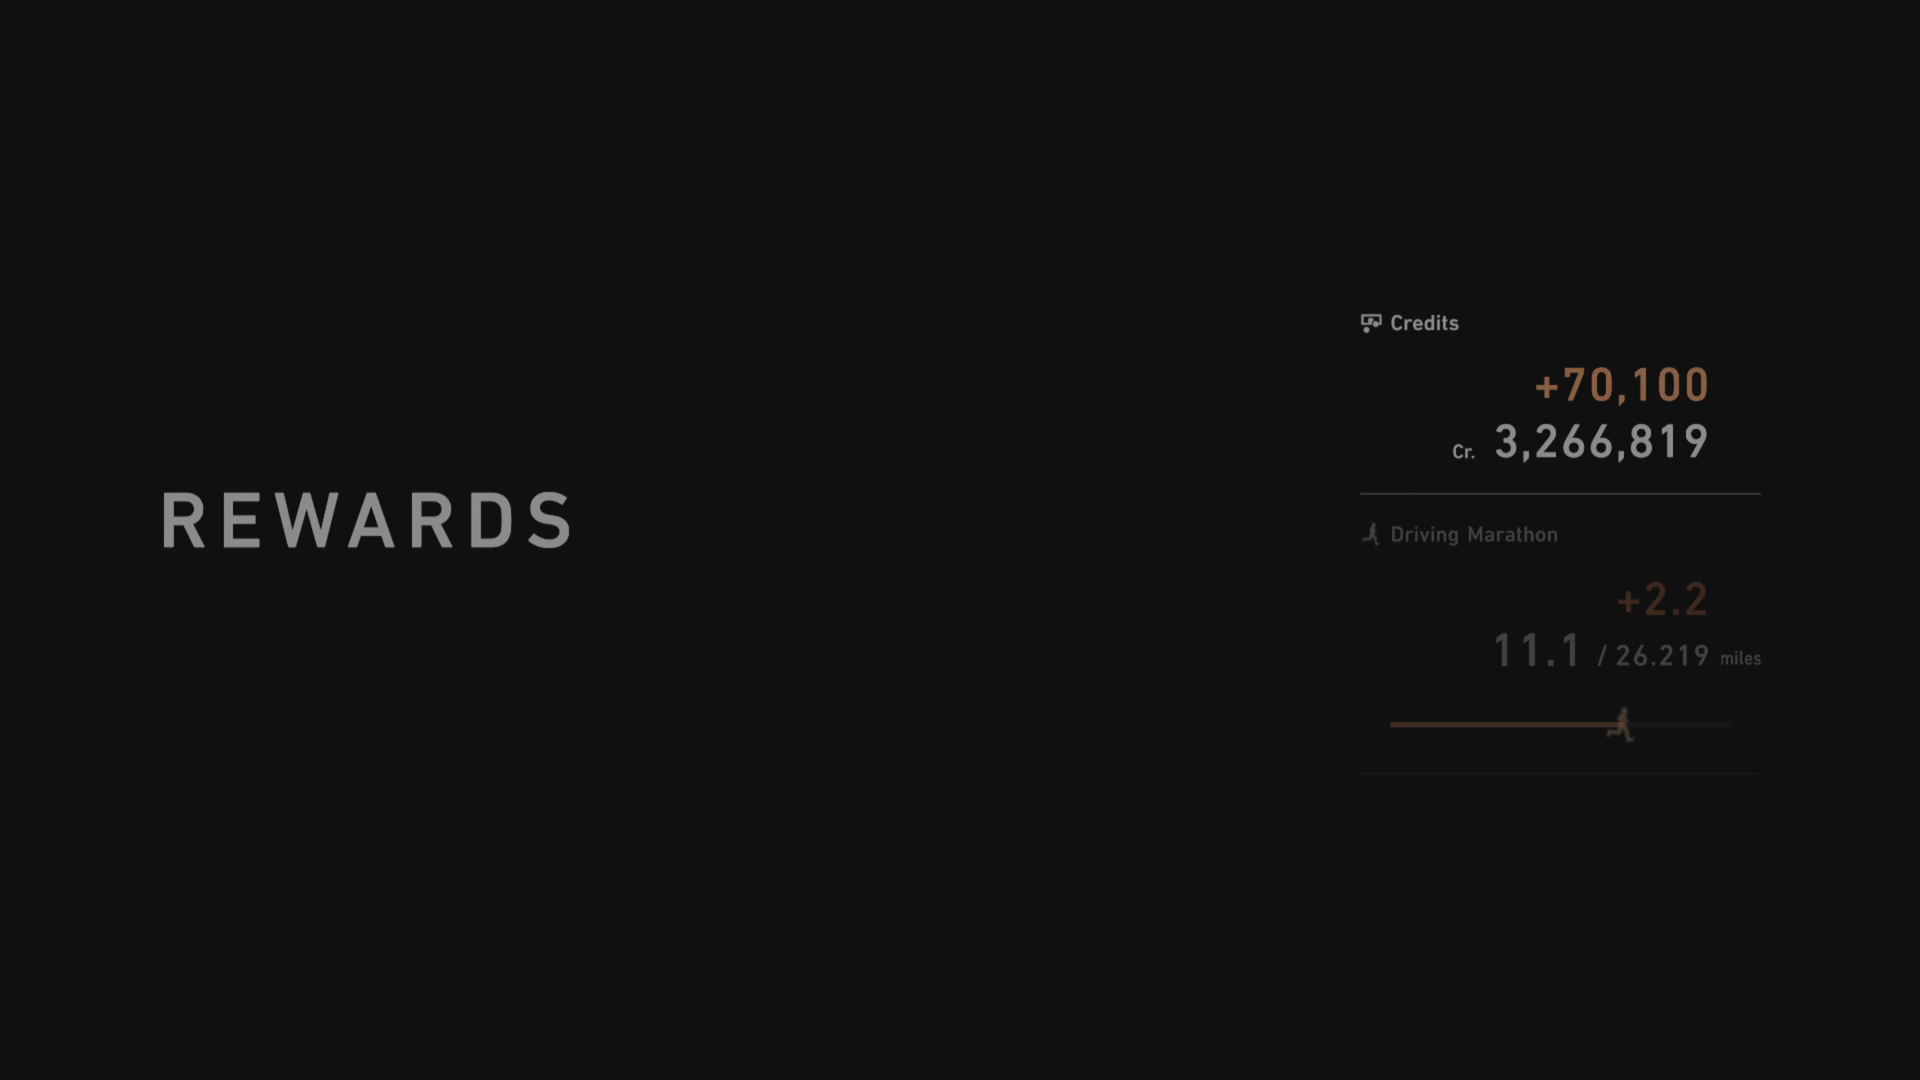 REWARDS
Credits
+70,100
Cr. 3,266,819
Driving Marathon
+2.2
11.1 / 26.219 miles